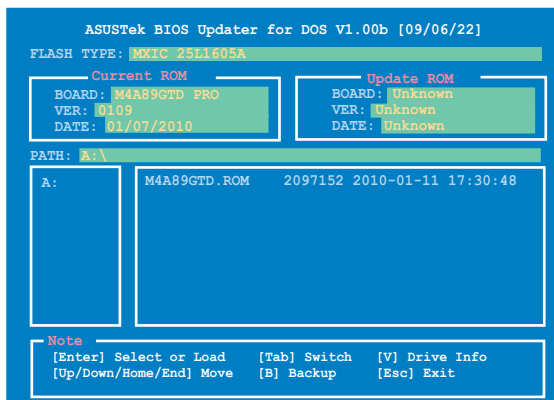 ASUSTek BIOS Updater for DOS V1.00b [09/06/22]
FLASH TYPE: MXIC 25L1605A
Current ROM
BOARD: M4A89GTD PRO
VER: 0109
DATE: 01/07/2010
Update ROM
BOARD: Unknown
VER: Unknown
DATE: Unknown
PATH: A:\
A:
M4A89GTD.ROM 2097152 2010-01-11 17:30:48
Note
[Enter] Select or Load [Tab] Switch [V] Drive Info
[Up/Down/Home/End] Move [B] Backup [Esc] Exit